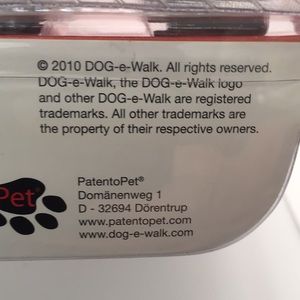 © 2010 DOG-e-Walk. All rights reserved.
DOG-e-Walk, the DOG-e-Walk logo
and other DOG-e-Walk are registered
trademarks. All other trademarks are
the property of their respective owners.
Pet®
PatentoPet®
Domänenweg 1
D - 32694 Dörentrup
www.patentopet.com
www.dog-e-walk.com